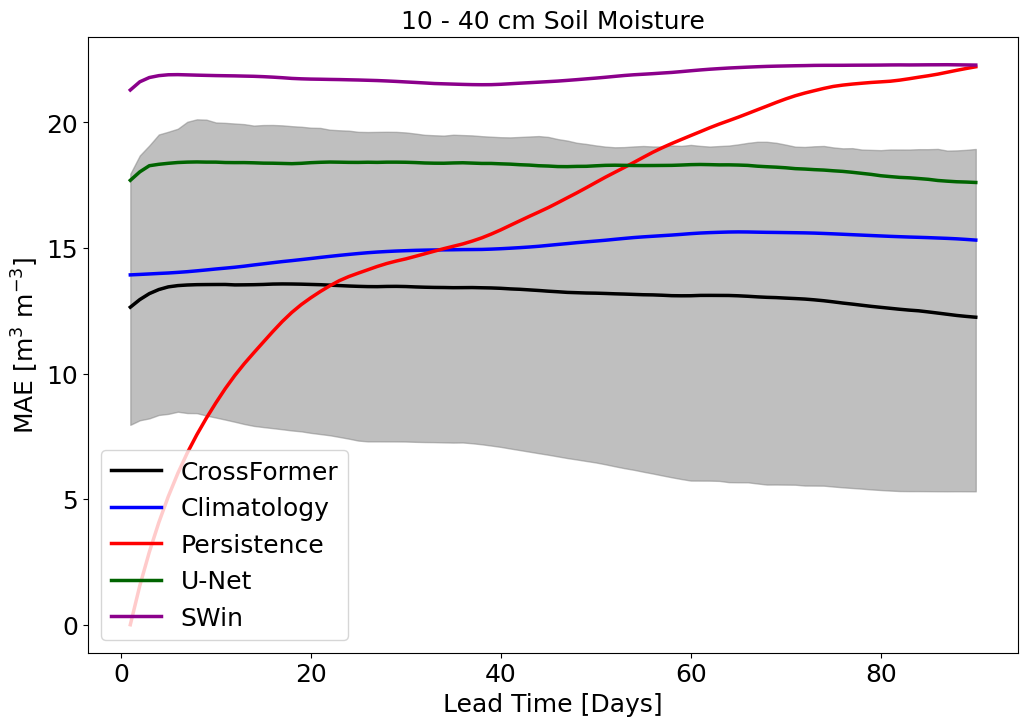 10 - 40 cm Soil Moisture
MAE [m³ m⁻³]
20
15
10
5
0
CrossFormer
Climatology
Persistence
U-Net
SWin
0 20 40 60 80
Lead Time [Days]